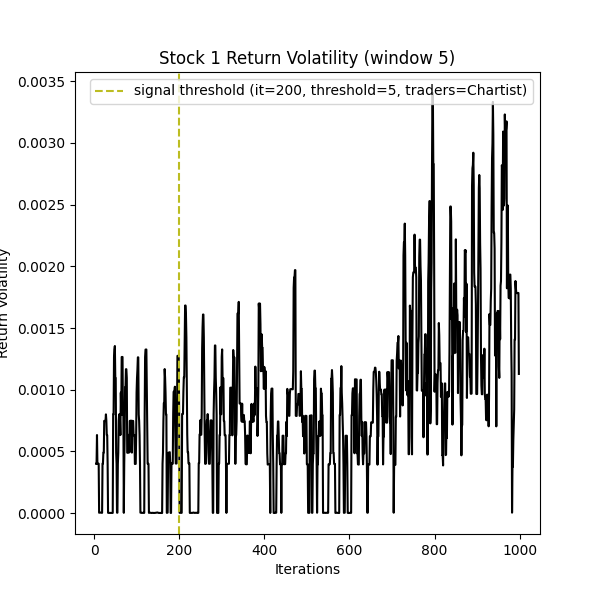 Stock 1 Return Volatility (window 5)
signal threshold (it=200, threshold=5, traders=Chartist)
0.0035
0.0030
0.0025
0.0020
0.0015
0.0010
0.0005
0.0000
Return Volatility
0 200 400 600 800 1000
Iterations